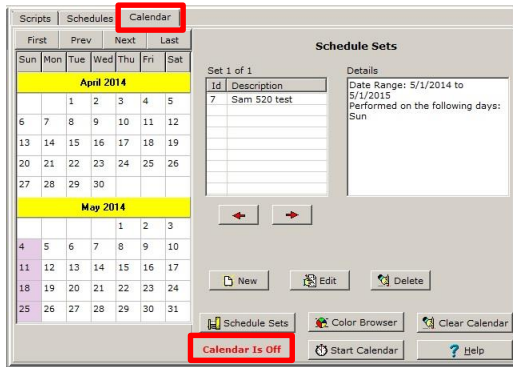 Scripts Schedules Calendar
First Prev Next Last
Sun Mon Tue Wed Thu Fri Sat
April 2014
1 2 3 4 5
6 7 8 9 10 11 12
13 14 15 16 17 18 19
20 21 22 23 24 25 26
27 28 29 30
May 2014
1 2 3
4 5 6 7 8 9 10
11 12 13 14 15 16 17
18 19 20 21 22 23 24
25 26 27 28 29 30 31
Schedule Sets
Set 1 of 1
Id Description
7 Sam 520 test
Details
Date Range: 5/1/2014 to
5/1/2015
Performed on the following days:
Sun
New Edit Delete
Schedule Sets Color Browser Clear Calendar
Calendar Is Off Start Calendar ? Help